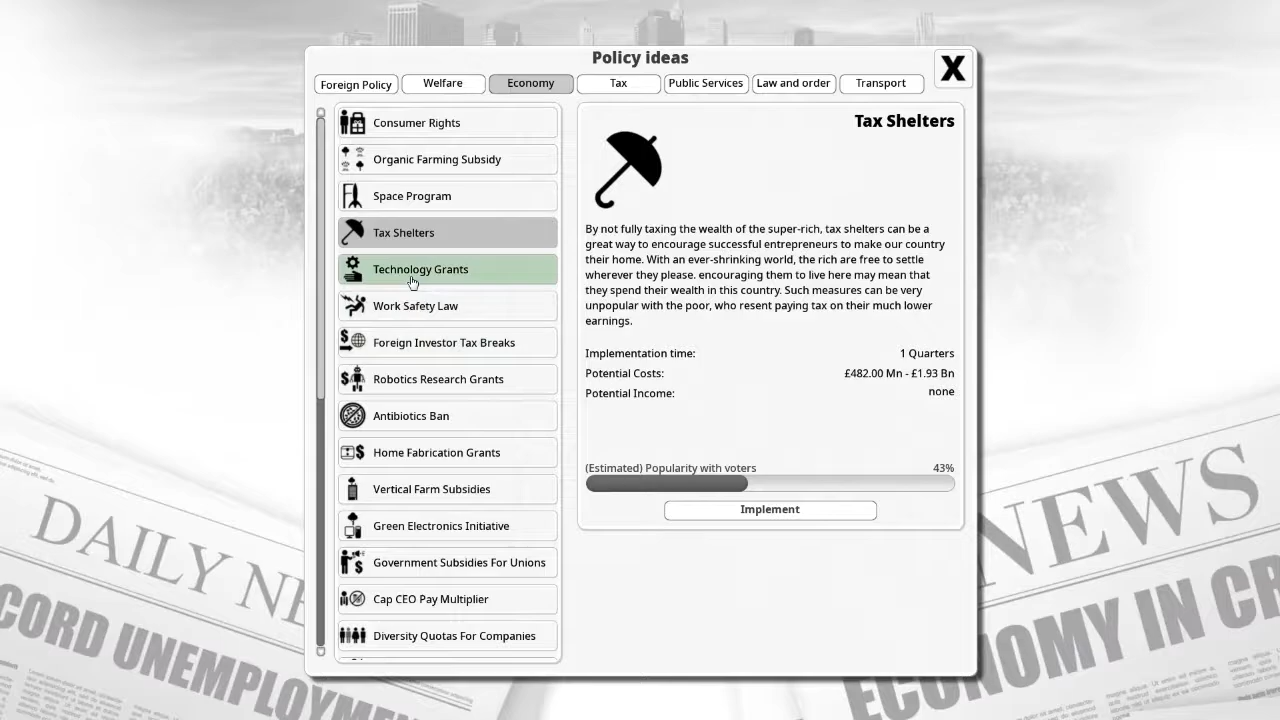 Policy ideas
X
Foreign Policy
Welfare
Economy
Tax
Public Services
Law and order
Transport
Consumer Rights
Organic Farming Subsidy
Space Program
Tax Shelters
Technology Grants
Work Safety Law
Foreign Investor Tax Breaks
Robotics Research Grants
Antibiotics Ban
Home Fabrication Grants
Vertical Farm Subsidies
Green Electronics Initiative
Government Subsidies For Unions
Cap CEO Pay Multiplier
Diversity Quotas For Companies
Tax Shelters
By not fully taxing the wealth of the super-rich, tax shelters can be a
great way to encourage successful entrepreneurs to make our country
their home. With an ever-shrinking world, the rich are free to settle
wherever they please. encouraging them to live here may mean that
they spend their wealth in this country. Such measures can be very
unpopular with the poor, who resent paying tax on their much lower
earnings.
Implementation time: 1 Quarters
Potential Costs: £482.00 Mn - £1.93 Bn
Potential Income: none
(Estimated) Popularity with voters 43%
Implement
DAILY NE
CORD UNEMPLOYM
NEWS
ECONOMY IN CR